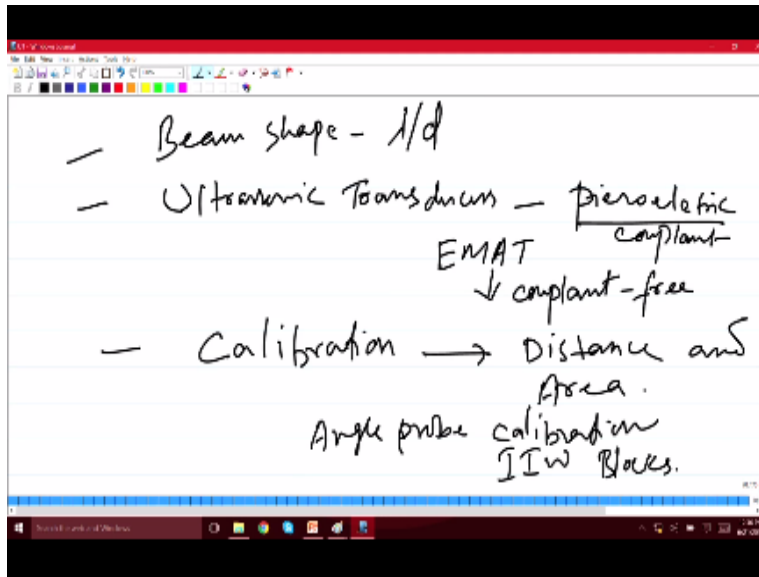 — Beam shape - λ/d
— Ultrasonic Transducers — piezoelectric
couplant
EMAT
↓ couplant-free
— Calibration → Distance and
Area.
Angle probe calibration
IIW Blocks.